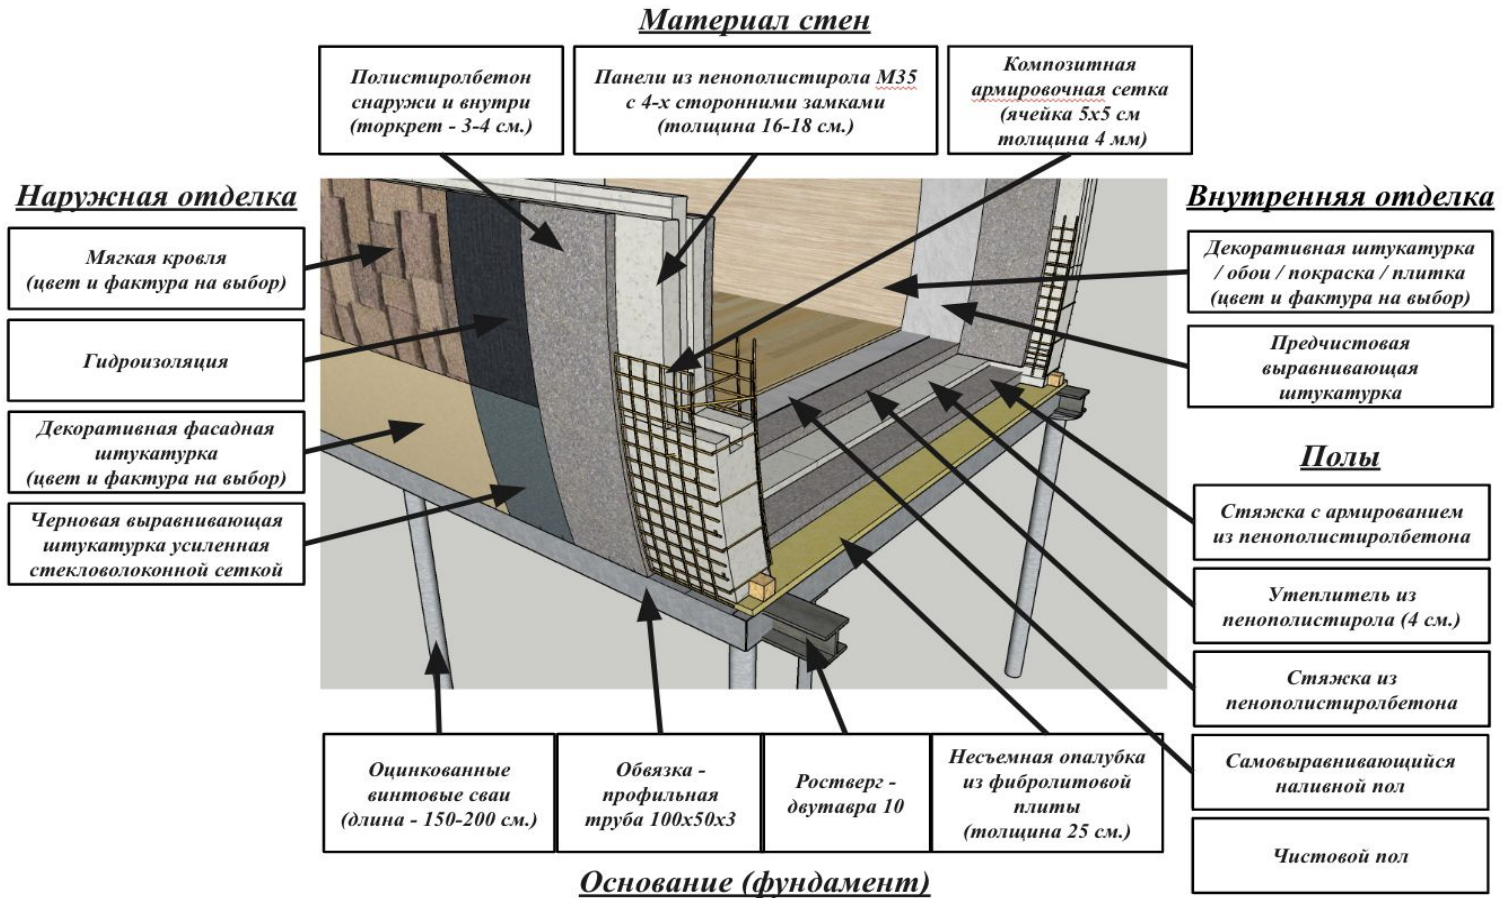 Материал стен
Полистиролбетон
снаружи и внутри
(торкрет - 3-4 см.)
Панели из пенополистирола М35
с 4-х сторонними замками
(толщина 16-18 см.)
Композитная
армировочная сетка
(ячейка 5х5 см
толщина 4 мм)
Наружная отделка
Мягкая кровля
(цвет и фактура на выбор)
Гидроизоляция
Декоративная фасадная
штукатурка
(цвет и фактура на выбор)
Черновая выравнивающая
штукатурка усиленная
стекловолоконной сеткой
Внутренняя отделка
Декоративная штукатурка
/ обои / покраска / плитка
(цвет и фактура на выбор)
Предчистовая
выравнивающая
штукатурка
Полы
Стяжка с армированием
из пенополистиролбетона
Утеплитель из
пенополистирола (4 см.)
Стяжка из
пенополистиролбетона
Самовыравнивающийся
наливной пол
Чистовой пол
Оцинкованные
винтовые сваи
(длина - 150-200 см.)
Обвязка -
профильная
труба 100х50х3
Ростверг -
двутавра 10
Несъемная опалубка
из фибролитовой
плиты
(толщина 25 см.)
Основание (фундамент)